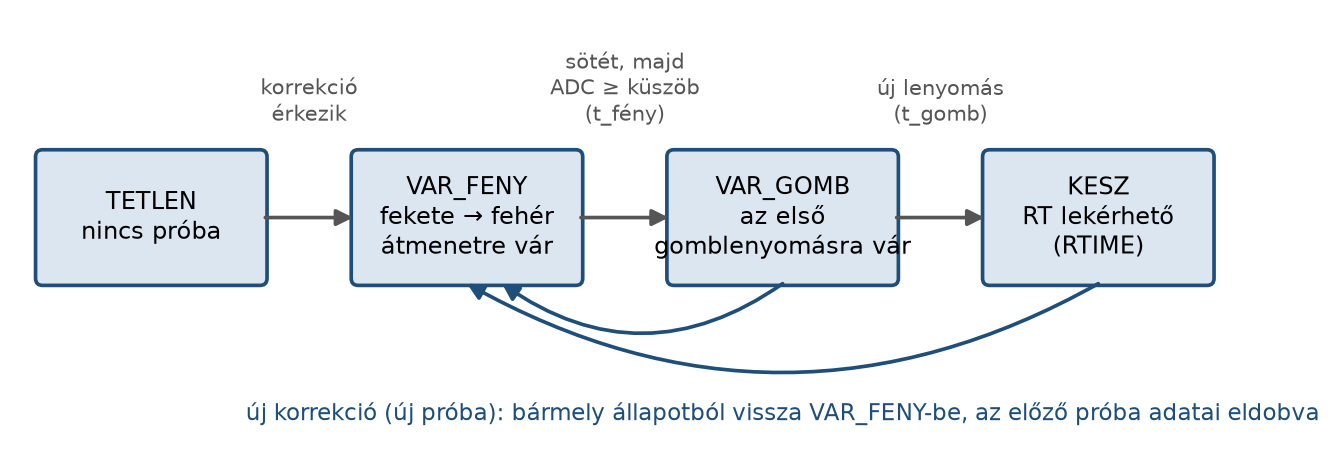 korrekció
érkezik
sötét, majd
ADC ≥ küszöb
(t_fény)
új lenyomás
(t_gomb)
TETLEN
nincs próba
VAR_FENY
fekete → fehér
átmenetre vár
VAR_GOMB
az első
gomblenyomásra vár
KESZ
RT lekérhető
(RTIME)
új korrekció (új próba): bármely állapotból vissza VAR_FENY-be, az előző próba adatai eldobva